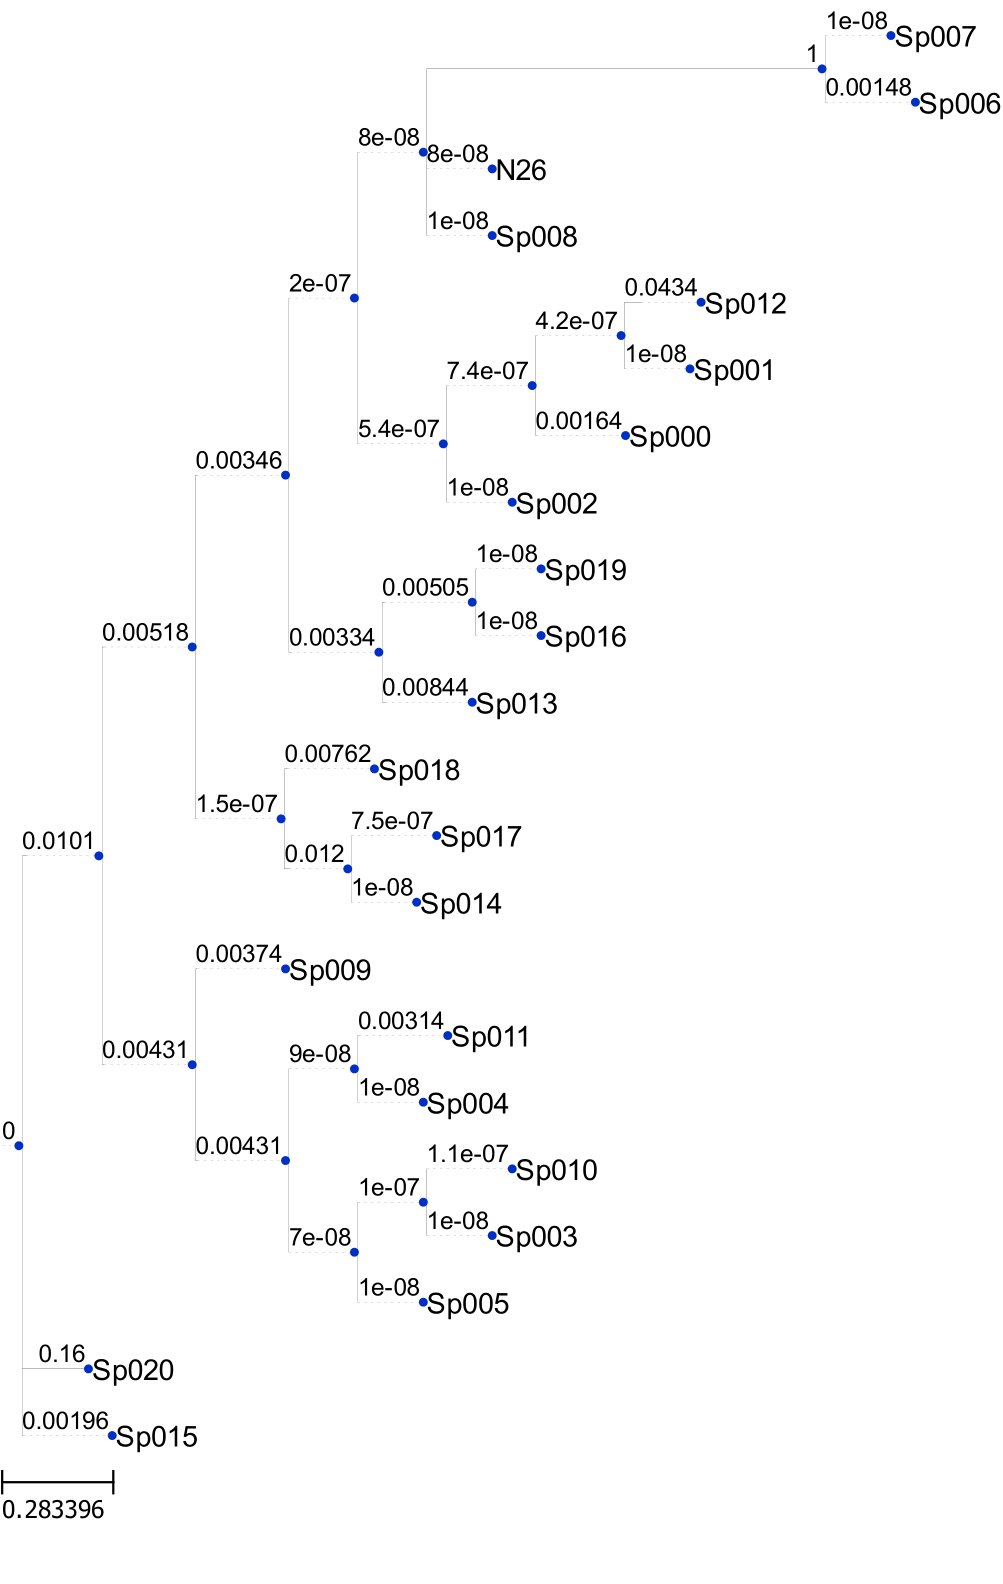 1e-08
Sp007
1
0.00148
Sp006
8e-08
8e-08
N26
1e-08
Sp008
2e-07
0.0434
Sp012
4.2e-07
1e-08
Sp001
7.4e-07
0.00164
Sp000
5.4e-07
1e-08
Sp002
0.00346
1e-08
Sp019
0.00505
1e-08
Sp016
0.00334
0.00844
Sp013
0.00518
0.00762
Sp018
1.5e-07
7.5e-07
Sp017
0.012
1e-08
Sp014
0.0101
0.00374
Sp009
0.00431
0.00314
Sp011
9e-08
1e-08
Sp004
0.00431
1.1e-07
Sp010
1e-07
1e-08
Sp003
7e-08
1e-08
Sp005
0
0.16
Sp020
0.00196
Sp015
0.283396